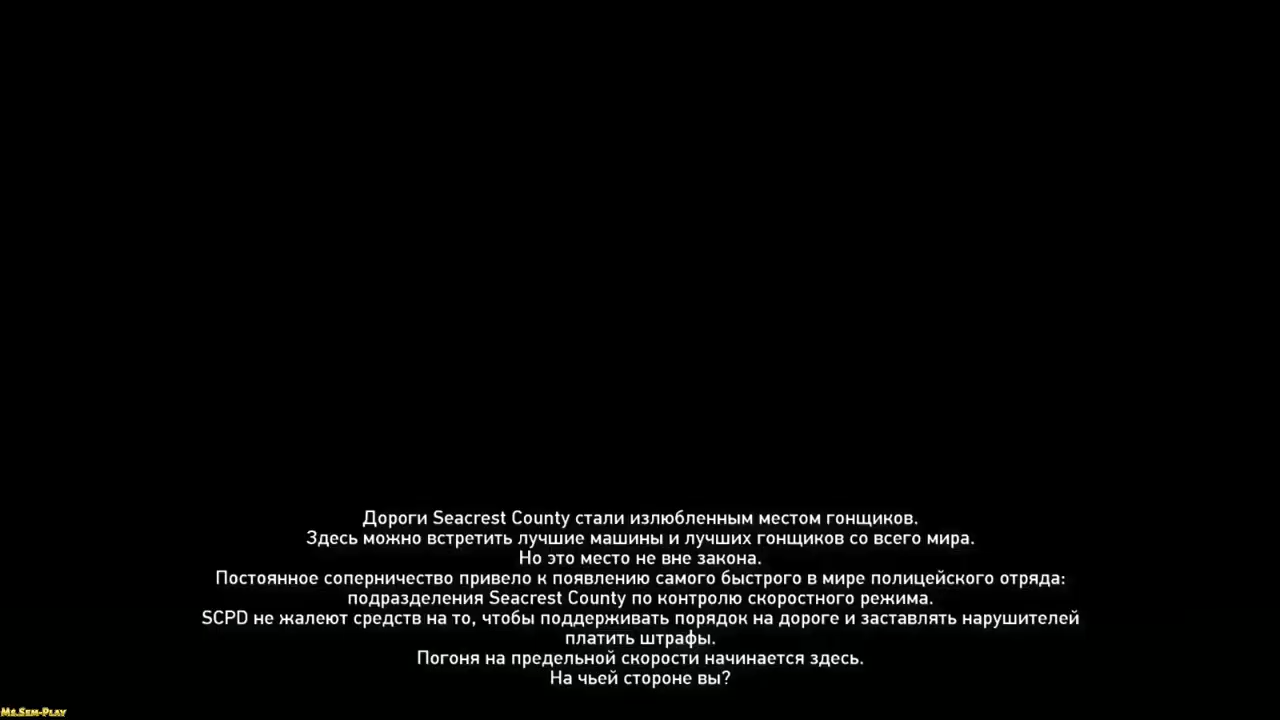 Дороги Seacrest County стали излюбленным местом гонщиков.
Здесь можно встретить лучшие машины и лучших гонщиков со всего мира.
Но это место не вне закона.
Постоянное соперничество привело к появлению самого быстрого в мире полицейского отряда:
подразделения Seacrest County по контролю скоростного режима.
SCPD не жалеют средств на то, чтобы поддерживать порядок на дороге и заставлять нарушителей
платить штрафы.
Погоня на предельной скорости начинается здесь.
На чьей стороне вы?
Mr.Sem-Play